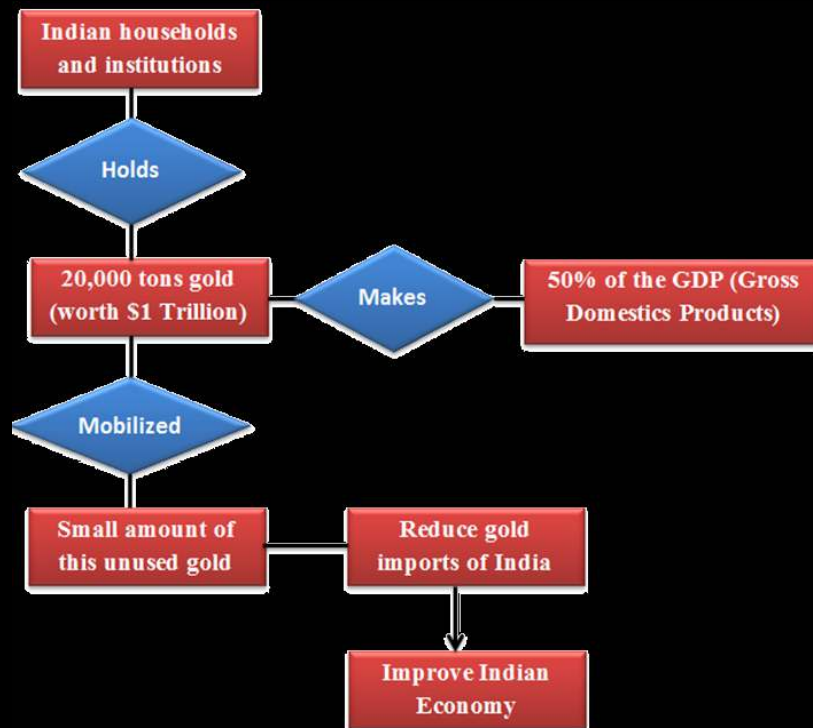 Indian households
and institutions
Holds
20,000 tons gold
(worth $1 Trillion)
Makes
50% of the GDP (Gross
Domestics Products)
Mobilized
Small amount of
this unused gold
Reduce gold
imports of India
Improve Indian
Economy